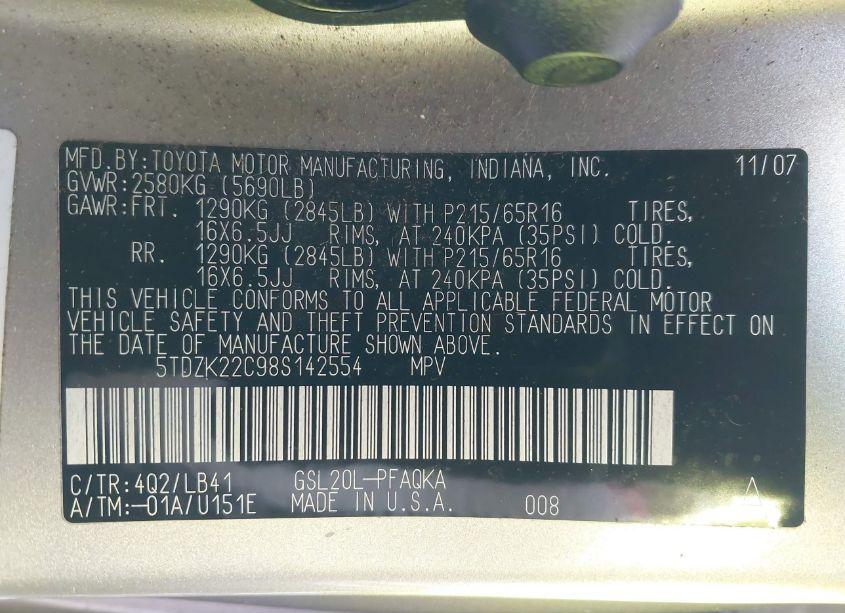 MFD.BY:TOYOTA MOTOR MANUFACTURING, INDIANA, INC. 11/07
GVWR:2580KG (5690LB)
GAWR:FRT. 1290KG (2845LB) WITH P215/65R16 TIRES,
16X6.5JJ RIMS, AT 240KPA (35PSI) COLD.
RR. 1290KG (2845LB) WITH P215/65R16 TIRES,
16X6.5JJ RIMS, AT 240KPA (35PSI) COLD.
THIS VEHICLE CONFORMS TO ALL APPLICABLE FEDERAL MOTOR
VEHICLE SAFETY AND THEFT PREVENTION STANDARDS IN EFFECT ON
THE DATE OF MANUFACTURE SHOWN ABOVE.
5TDZK22C98S142554 MPV
C/TR:4Q2/LB41 GSL20L-PFAQKA
A/TM:-01A/U151E MADE IN U.S.A. 008 A